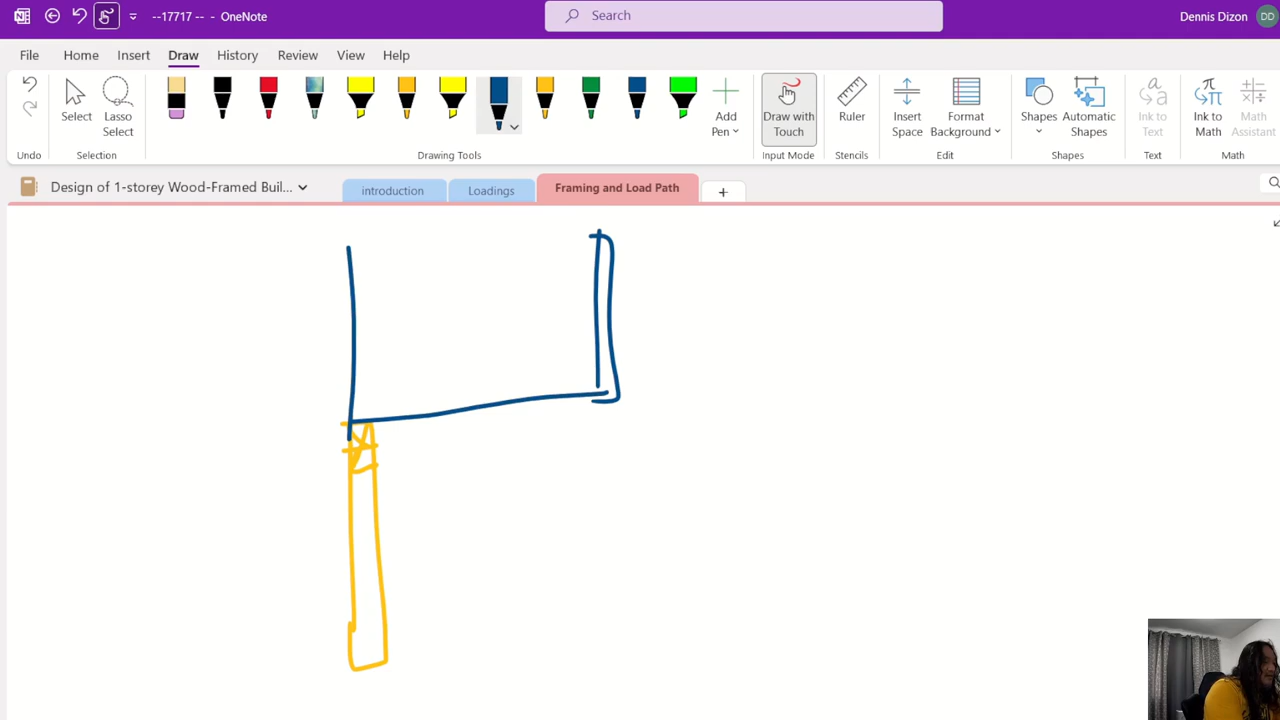 --17717 -- - OneNote
Search
Dennis Dizon DD
File Home Insert Draw History Review View Help
Select
Lasso Select
Add Pen
Draw with Touch
Ruler
Insert Space
Format Background
Shapes
Automatic Shapes
Ink to Text
Ink to Math
Math Assistant
Undo Selection Drawing Tools Input Mode Stencils Edit Shapes Text Math
Design of 1-storey Wood-Framed Buil... introduction Loadings Framing and Load Path +